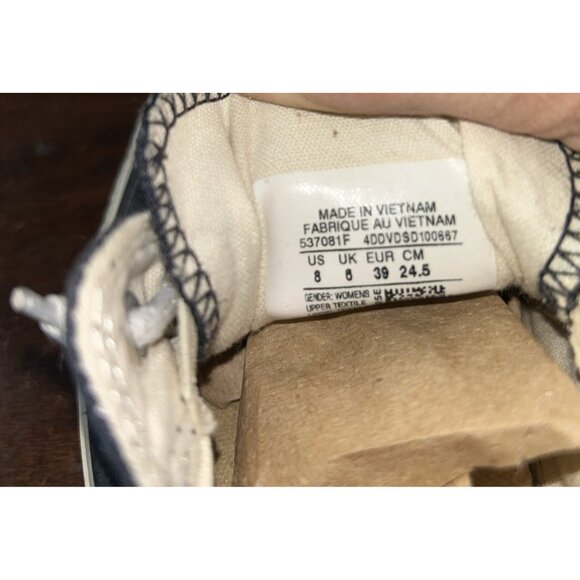 MADE IN VIETNAM
FABRIQUE AU VIETNAM
537081F 4DDVDSD100667
US UK EUR CM
8 6 39 24.5
GENDER: WOMENS
UPPER TEXTILE